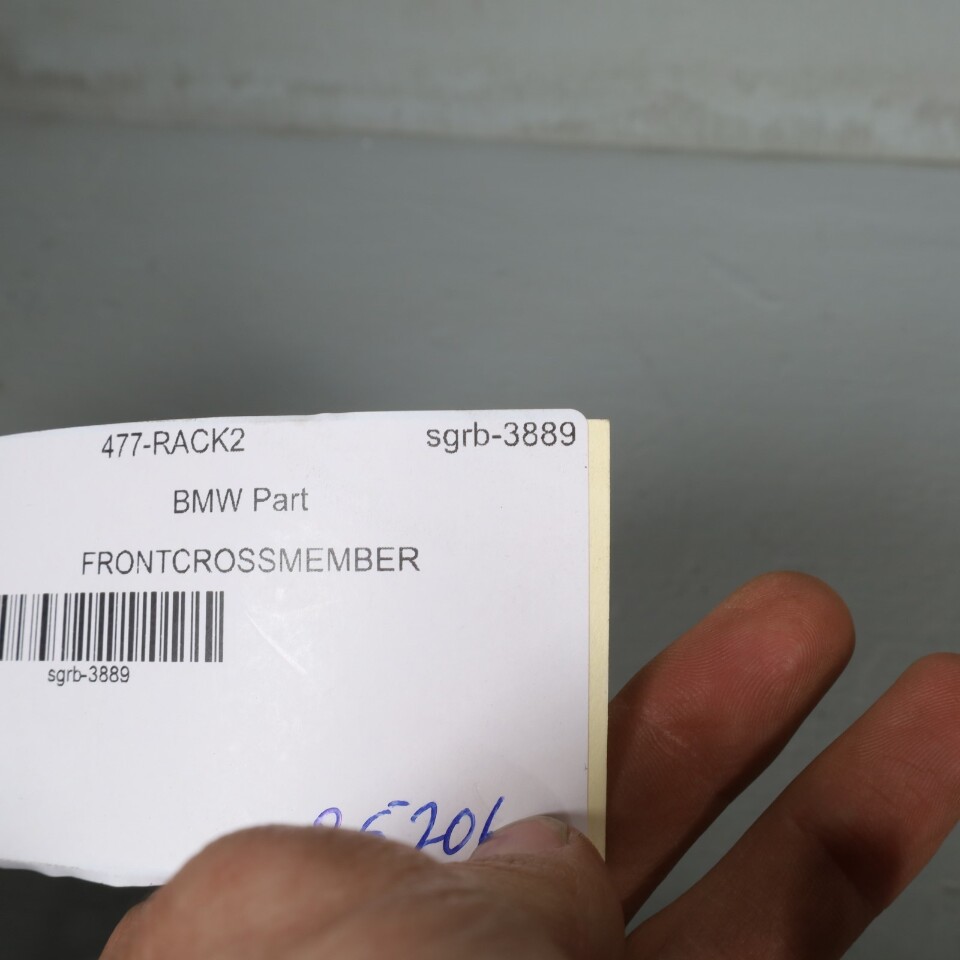 477-RACK2 sgrb-3889
BMW Part
FRONTCROSSMEMBER
sgrb-3889